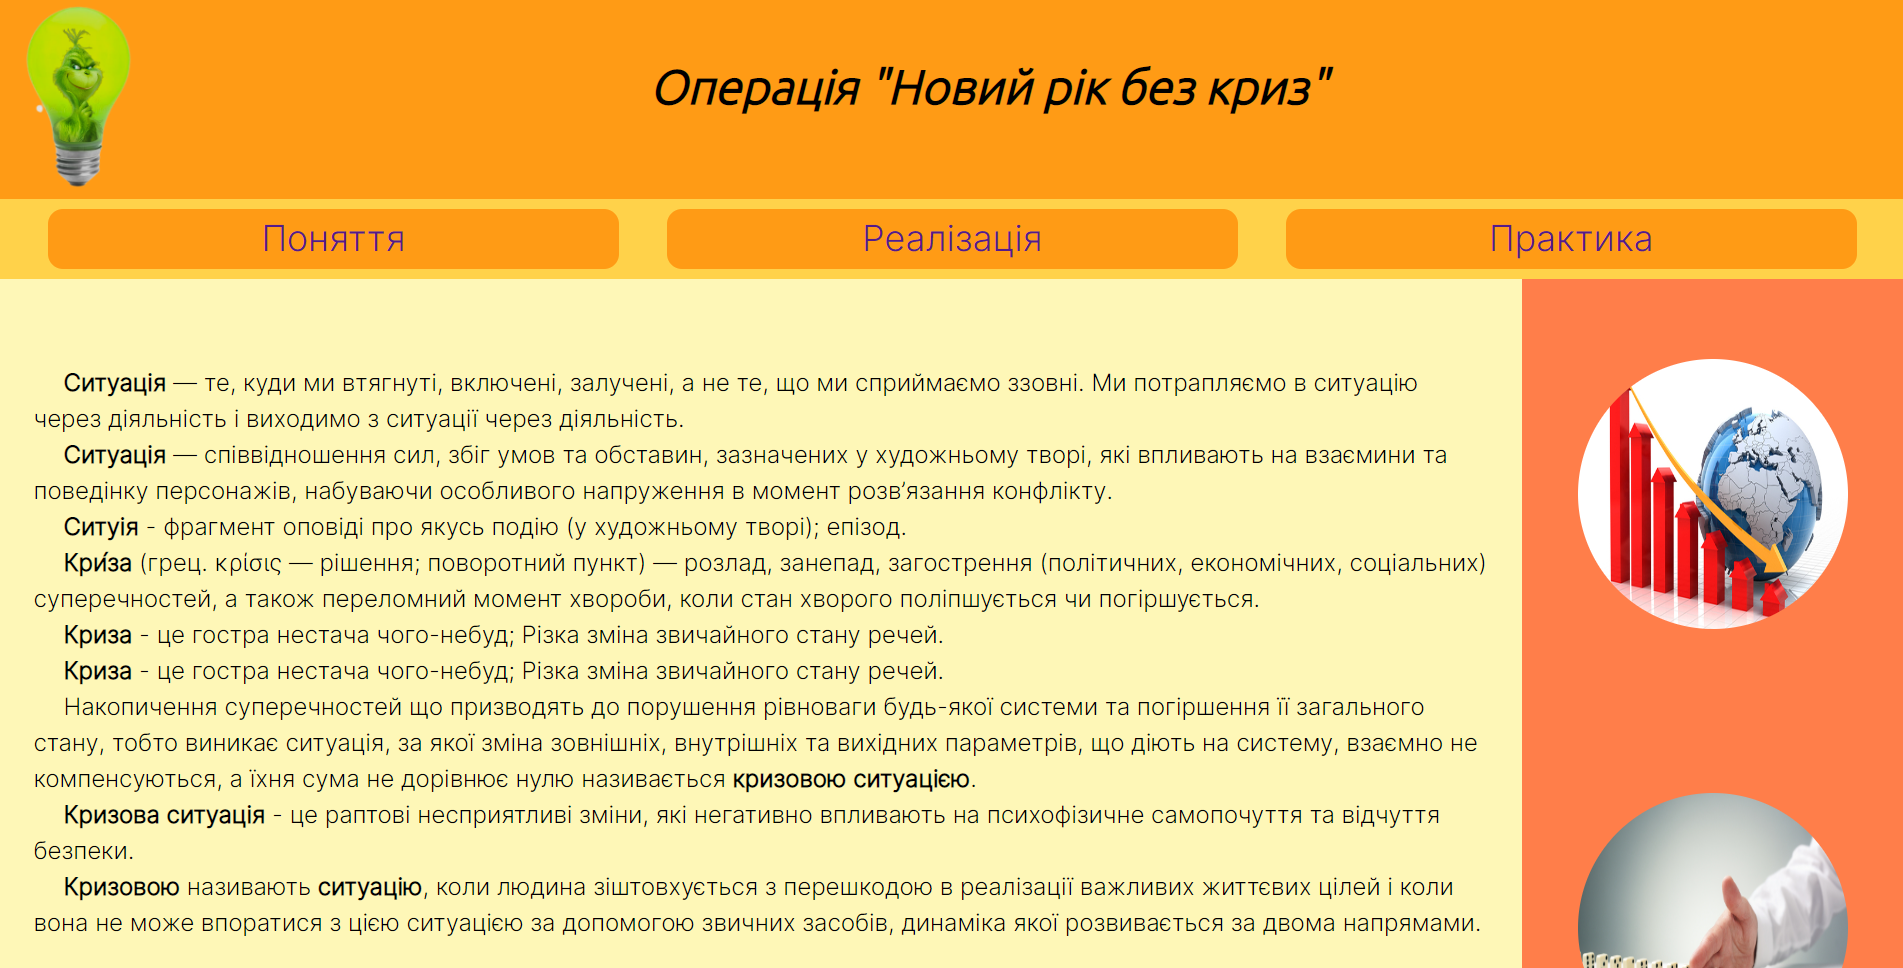 Операція "Новий рік без криз"
Поняття
Реалізація
Практика
Ситуація — те, куди ми втягнуті, включені, залучені, а не те, що ми сприймаємо ззовні. Ми потрапляємо в ситуацію
через діяльність і виходимо з ситуації через діяльність.
Ситуація — співвідношення сил, збіг умов та обставин, зазначених у художньому творі, які впливають на взаємини та
поведінку персонажів, набуваючи особливого напруження в момент розв’язання конфлікту.
Ситуія - фрагмент оповіді про якусь подію (у художньому творі); епізод.
Кри́за (грец. κρίσις — рішення; поворотний пункт) — розлад, занепад, загострення (політичних, економічних, соціальних)
суперечностей, а також переломний момент хвороби, коли стан хворого поліпшується чи погіршується.
Криза - це гостра нестача чого-небуд; Різка зміна звичайного стану речей.
Криза - це гостра нестача чого-небуд; Різка зміна звичайного стану речей.
Накопичення суперечностей що призводять до порушення рівноваги будь-якої системи та погіршення її загального
стану, тобто виникає ситуація, за якої зміна зовнішніх, внутрішніх та вихідних параметрів, що діють на систему, взаємно не
компенсуються, а їхня сума не дорівнює нулю називається кризовою ситуацією.
Кризова ситуація - це раптові несприятливі зміни, які негативно впливають на психофізичне самопочуття та відчуття
безпеки.
Кризовою називають ситуацію, коли людина зіштовхується з перешкодою в реалізації важливих життєвих цілей і коли
вона не може впоратися з цією ситуацією за допомогою звичних засобів, динаміка якої розвивається за двома напрямами.